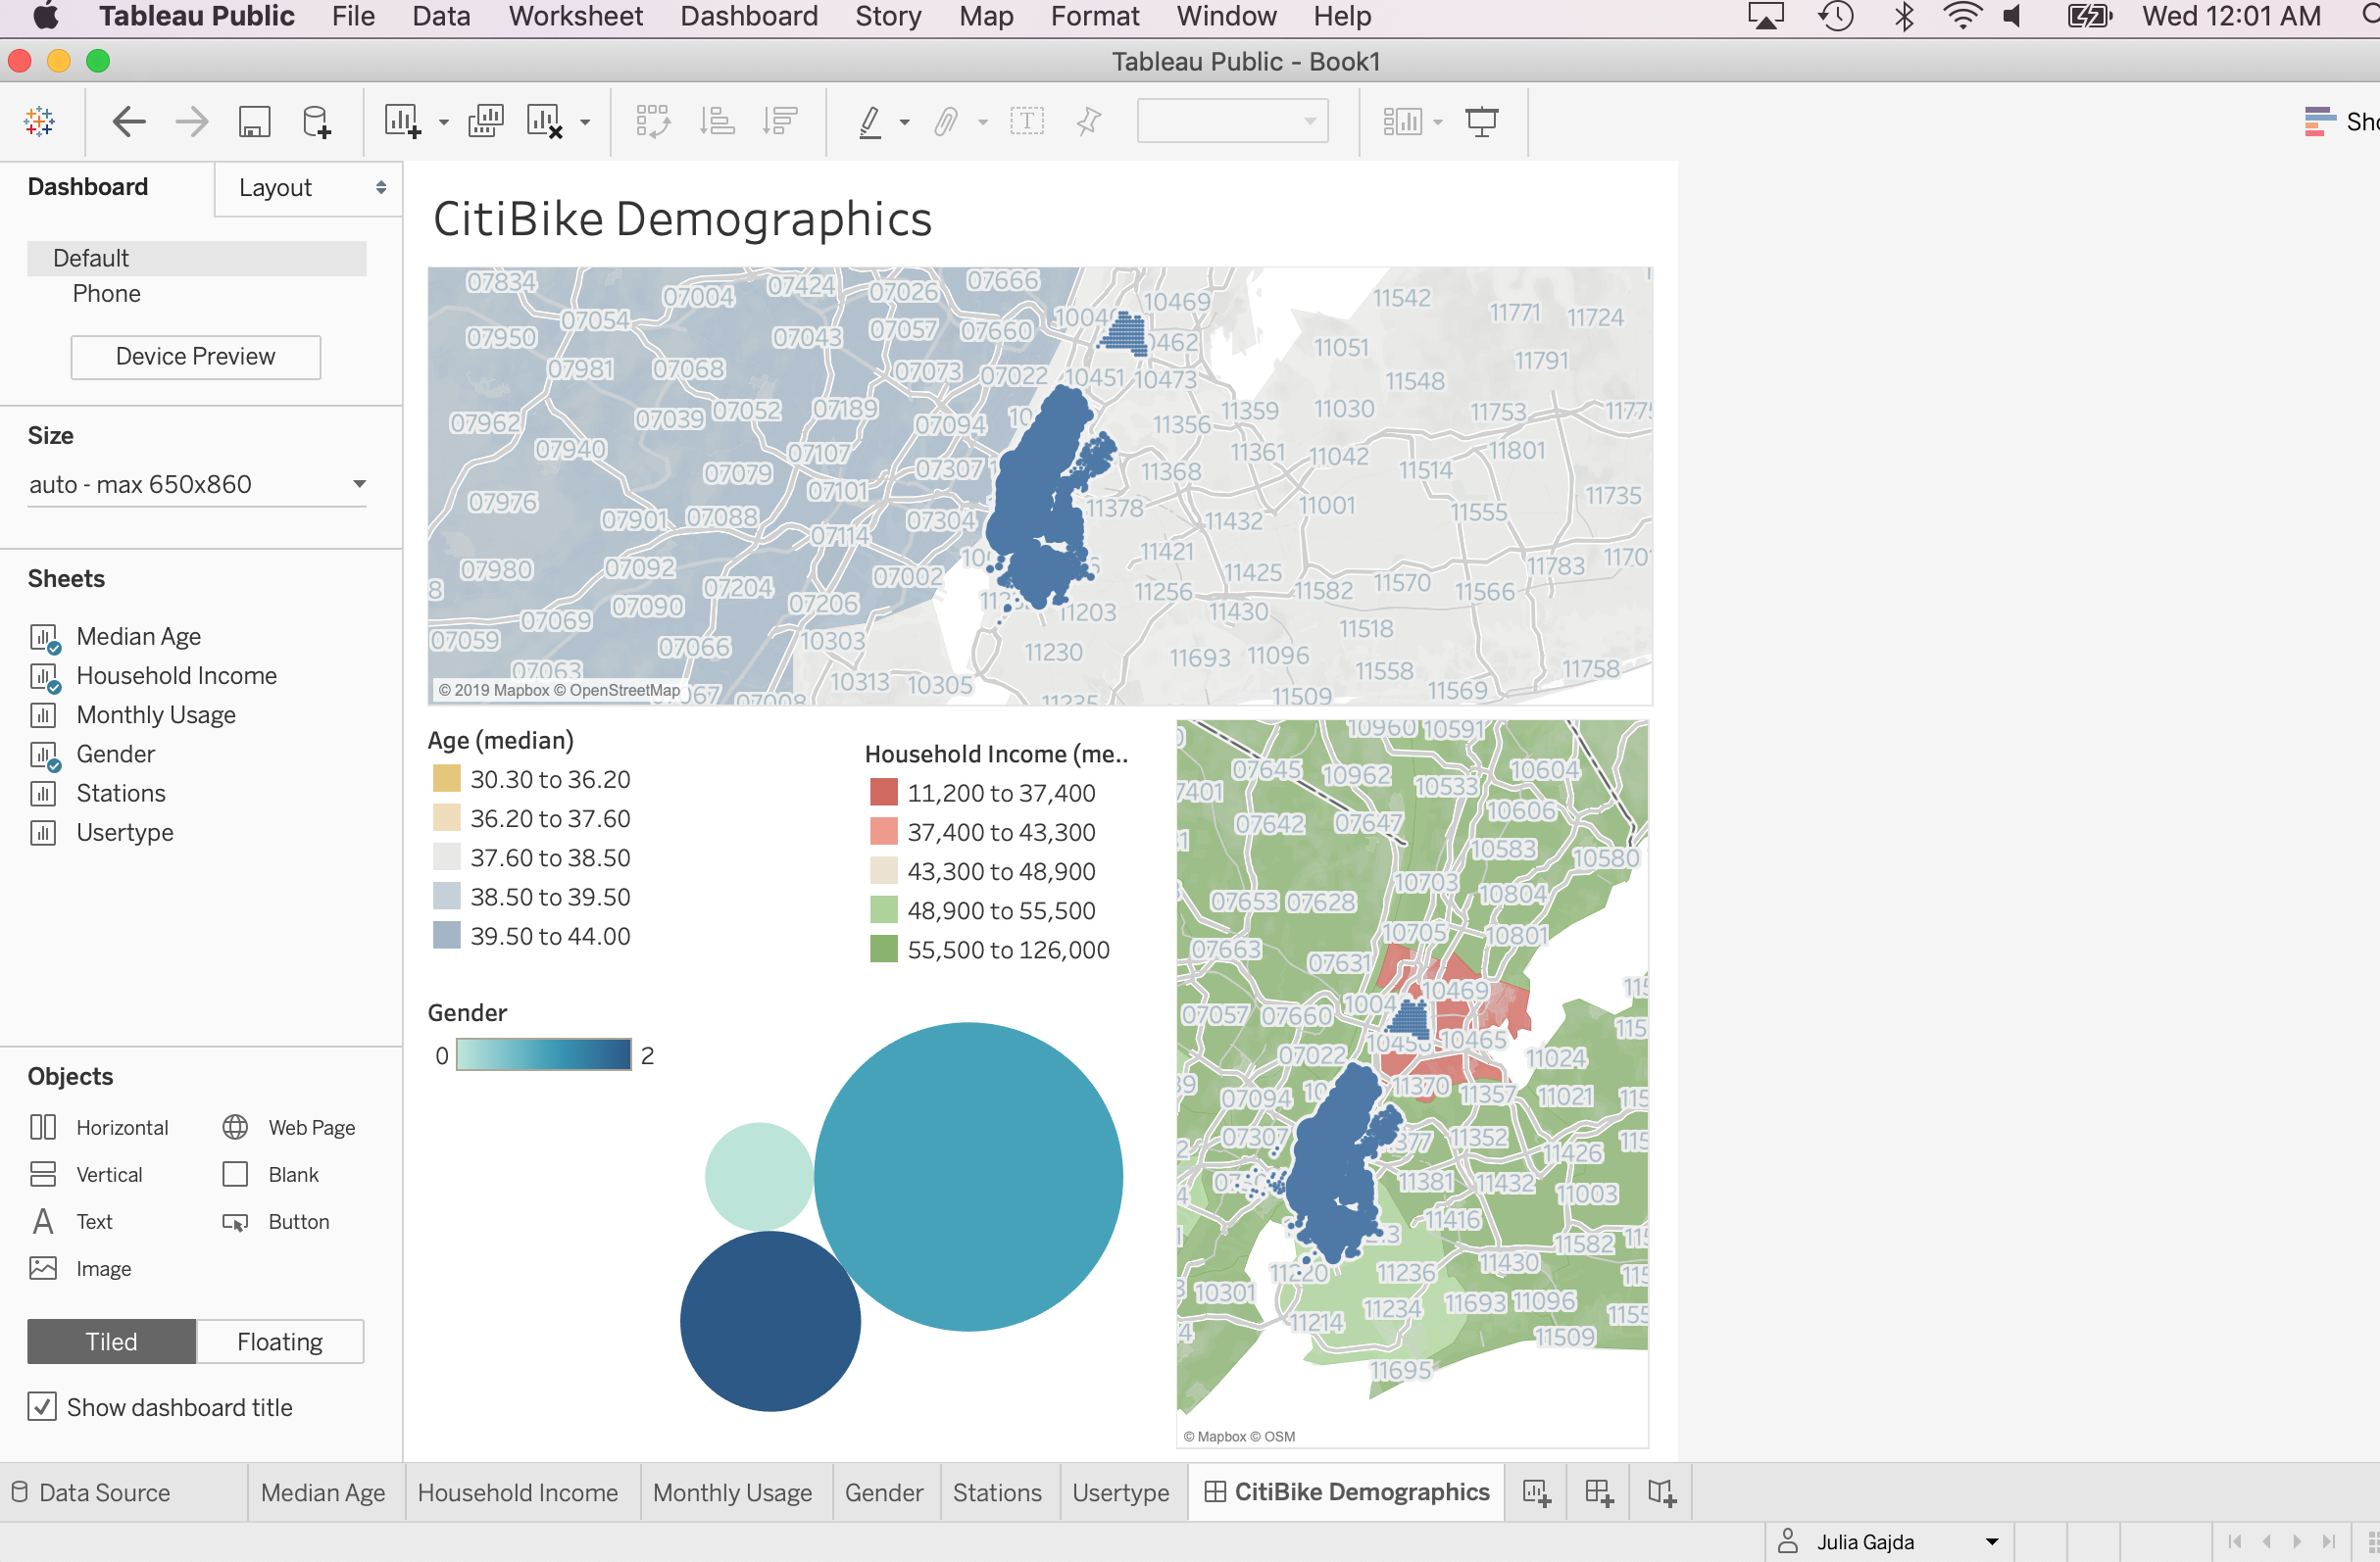 Tableau Public File Data Worksheet Dashboard Story Map Format Window Help Wed 12:01 AM
Tableau Public - Book1
Dashboard Layout
Default
Phone
Device Preview
Size
auto - max 650x860
Sheets
Median Age
Household Income
Monthly Usage
Gender
Stations
Usertype
Objects
Horizontal Web Page
Vertical Blank
Text Button
Image
Tiled Floating
Show dashboard title
CitiBike Demographics
07834 07004 07424 07026 07666 10469 11542 11771 11724
07950 07054 07043 07057 07660 11051 11791
07981 07068 07073 07022 10451 10473 11548
07962 07039 07052 07189 07094 11356 11359 11030 11753
07940 07079 07107 07307 11368 11361 11042 11514 11801
07976 07901 07088 07101 07304 11378 11432 11001 11555 11735
07980 07092 07204 07114 07002 11421 11425 11582 11570 11783
07059 07069 07090 07206 11203 11256 11430 11566
07063 07066 10303 11230 11693 11096 11518 11558 11758
10313 10305 11509 11569
© 2019 Mapbox © OpenStreetMap
Age (median)
30.30 to 36.20
36.20 to 37.60
37.60 to 38.50
38.50 to 39.50
39.50 to 44.00
Household Income (me..
11,200 to 37,400
37,400 to 43,300
43,300 to 48,900
48,900 to 55,500
55,500 to 126,000
Gender
0 2
10960 10591
07645 10962 10533 10604
07642 07647 10606
10583 10580
07653 07628 10703 10804
07663 07631 10705 10801
07057 07660 10469
07022 10465 11024
07094 11370 11357 11021
07307 11352 11426
11381 11432 11003
11416 11582
10301 11220 11236 11430
11214 11234 11693 11096
11509
11695
© Mapbox © OSM
Data Source Median Age Household Income Monthly Usage Gender Stations Usertype CitiBike Demographics
Julia Gajda